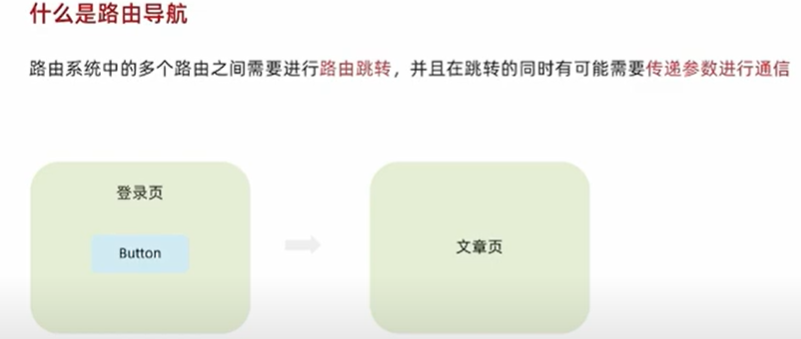 什么是路由导航
路由系统中的多个路由之间需要进行路由跳转，并且在跳转的同时有可能需要传递参数进行通信
登录页
Button
文章页